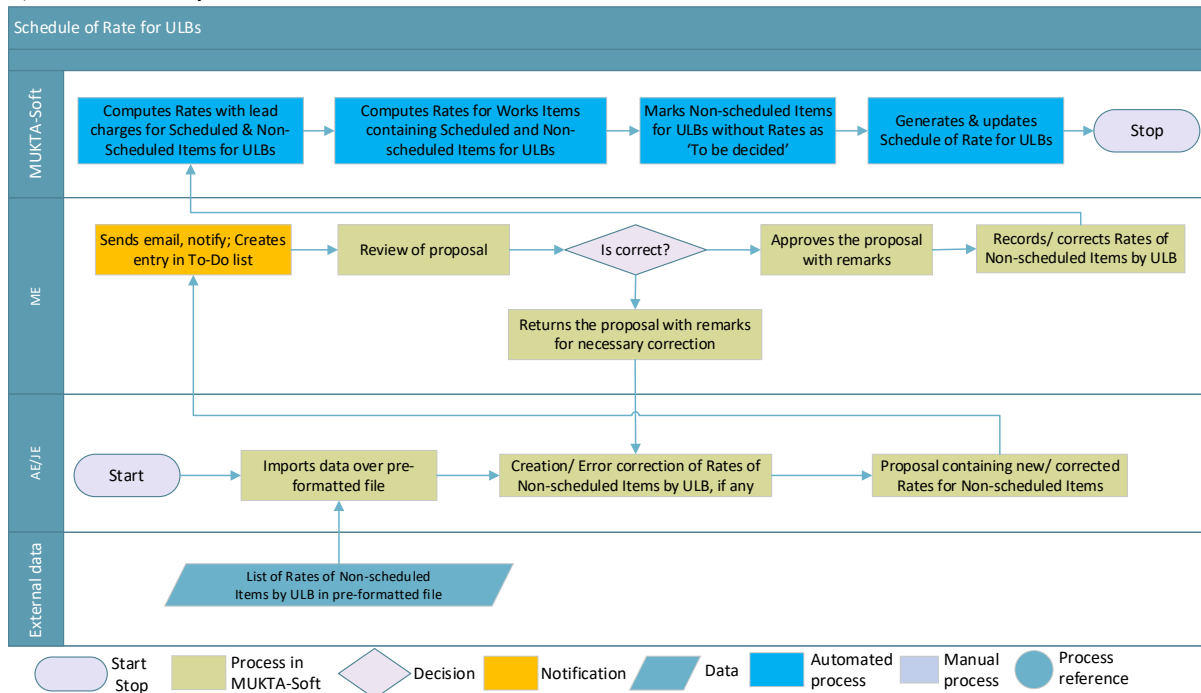 Schedule of Rate for ULBs
MUKTA-Soft
Computes Rates with lead
charges for Scheduled & Non-
Scheduled Items for ULBs
Computes Rates for Works Items
containing Scheduled and Non-
scheduled Items for ULBs
Marks Non-scheduled Items
for ULBs without Rates as
‘To be decided’
Generates & updates
Schedule of Rate for ULBs
Stop
ME
Sends email, notify; Creates
entry in To-Do list
Review of proposal
Is correct?
Approves the proposal
with remarks
Records/ corrects Rates of
Non-scheduled Items by ULB
Returns the proposal with remarks
for necessary correction
AE/JE
Start
Imports data over pre-
formatted file
Creation/ Error correction of Rates of
Non-scheduled Items by ULB, if any
Proposal containing new/ corrected
Rates for Non-scheduled Items
External data
List of Rates of Non-scheduled
Items by ULB in pre-formatted file
Start
Stop
Process in
MUKTA-Soft
Decision
Notification
Data
Automated
process
Manual
process
Process
reference